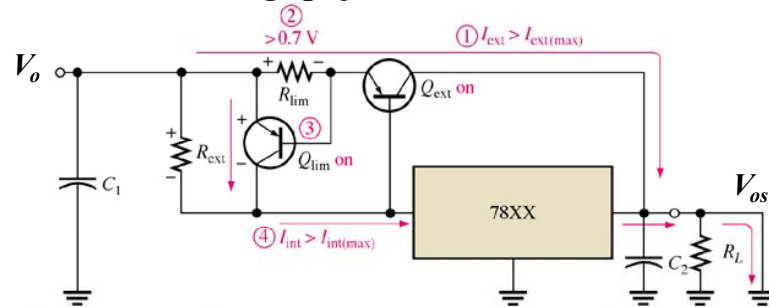 ②
>0.7 V
① I_ext > I_ext(max)
V_o
+ −
R_lim
Q_ext on
+
③
+
R_ext
−
Q_lim on
−
C_1
78XX
V_os
④ I_int > I_int(max)
C_2
R_L